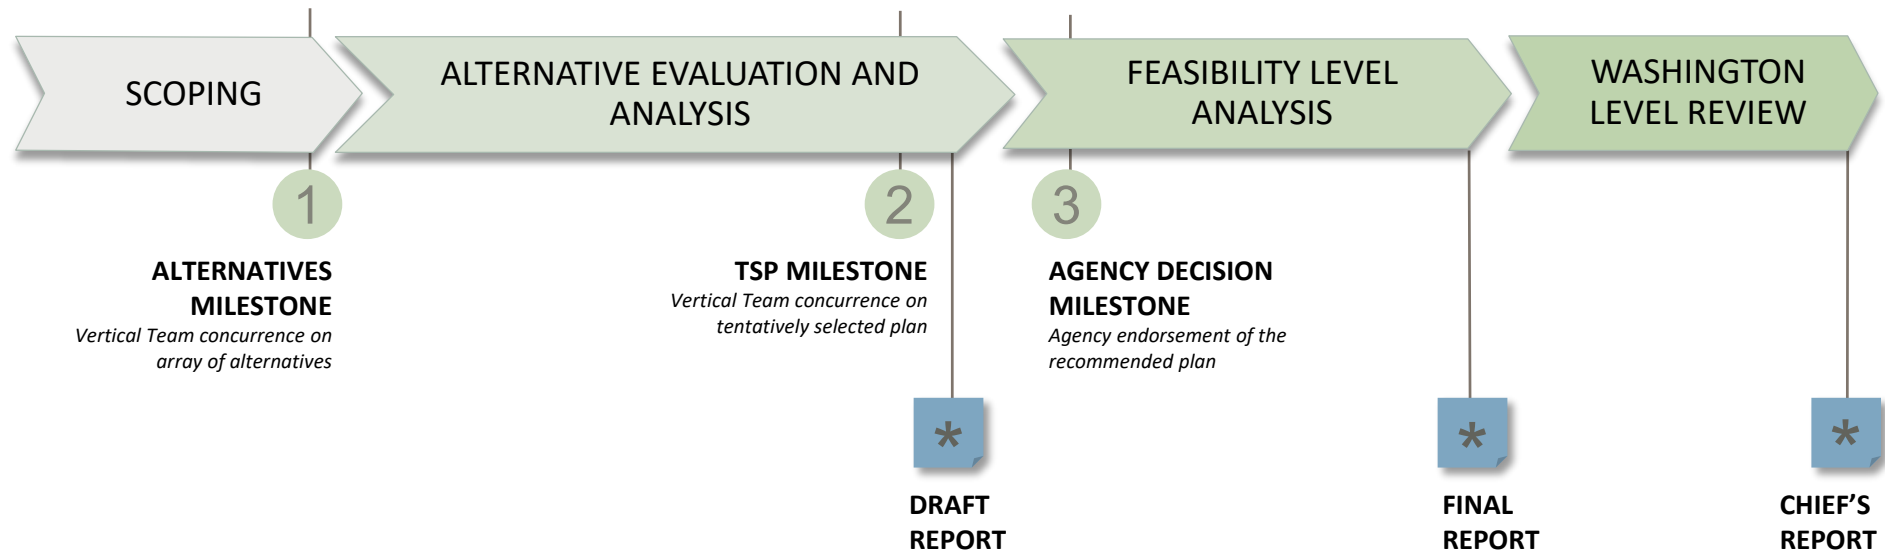 SCOPING
ALTERNATIVE EVALUATION AND
ANALYSIS
FEASIBILITY LEVEL
ANALYSIS
WASHINGTON
LEVEL REVIEW
1
ALTERNATIVES
MILESTONE
Vertical Team concurrence on
array of alternatives
2
TSP MILESTONE
Vertical Team concurrence on
tentatively selected plan
3
AGENCY DECISION
MILESTONE
Agency endorsement of the
recommended plan
*
DRAFT
REPORT
*
FINAL
REPORT
*
CHIEF’S
REPORT